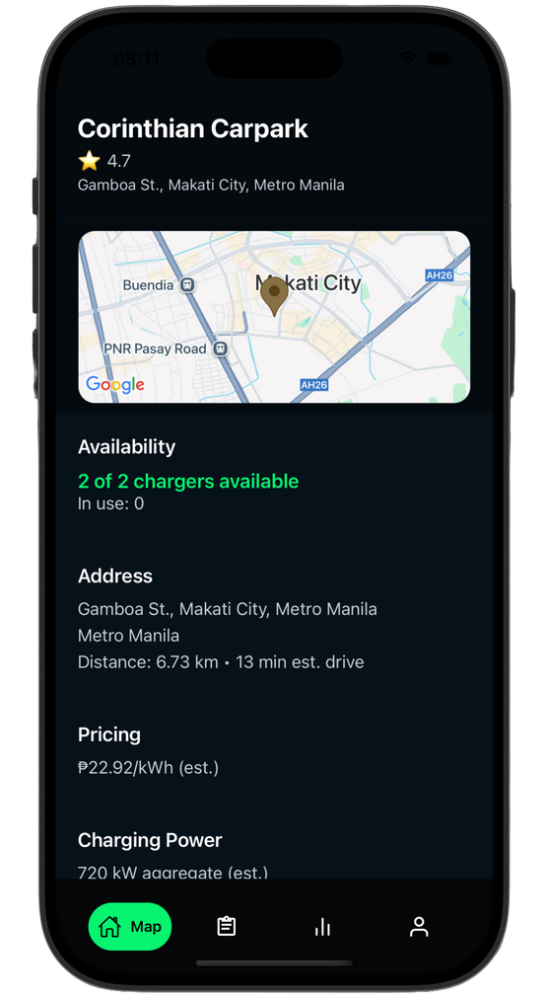 08:11
Corinthian Carpark
⭐ 4.7
Gamboa St., Makati City, Metro Manila
Makati City
AH26
Buendia
PNR Pasay Road
AH26
Google
Availability
2 of 2 chargers available
In use: 0
Address
Gamboa St., Makati City, Metro Manila
Metro Manila
Distance: 6.73 km • 13 min est. drive
Pricing
₱22.92/kWh (est.)
Charging Power
720 kW aggregate (est.)
Map